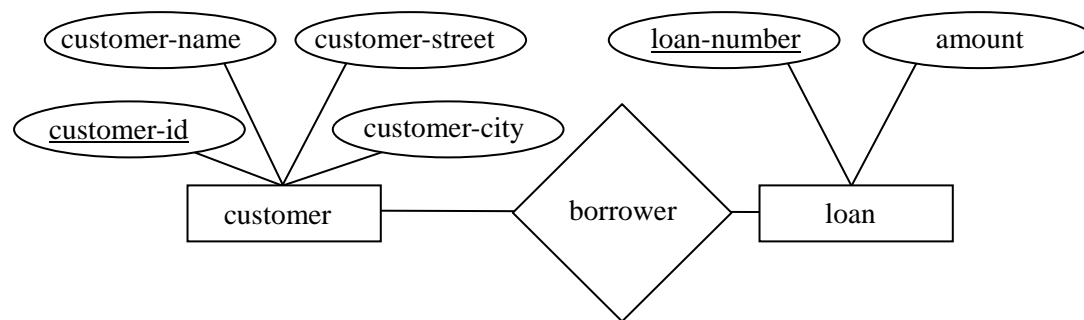 customer-name
customer-street
loan-number
amount
customer-id
customer-city
customer
borrower
loan